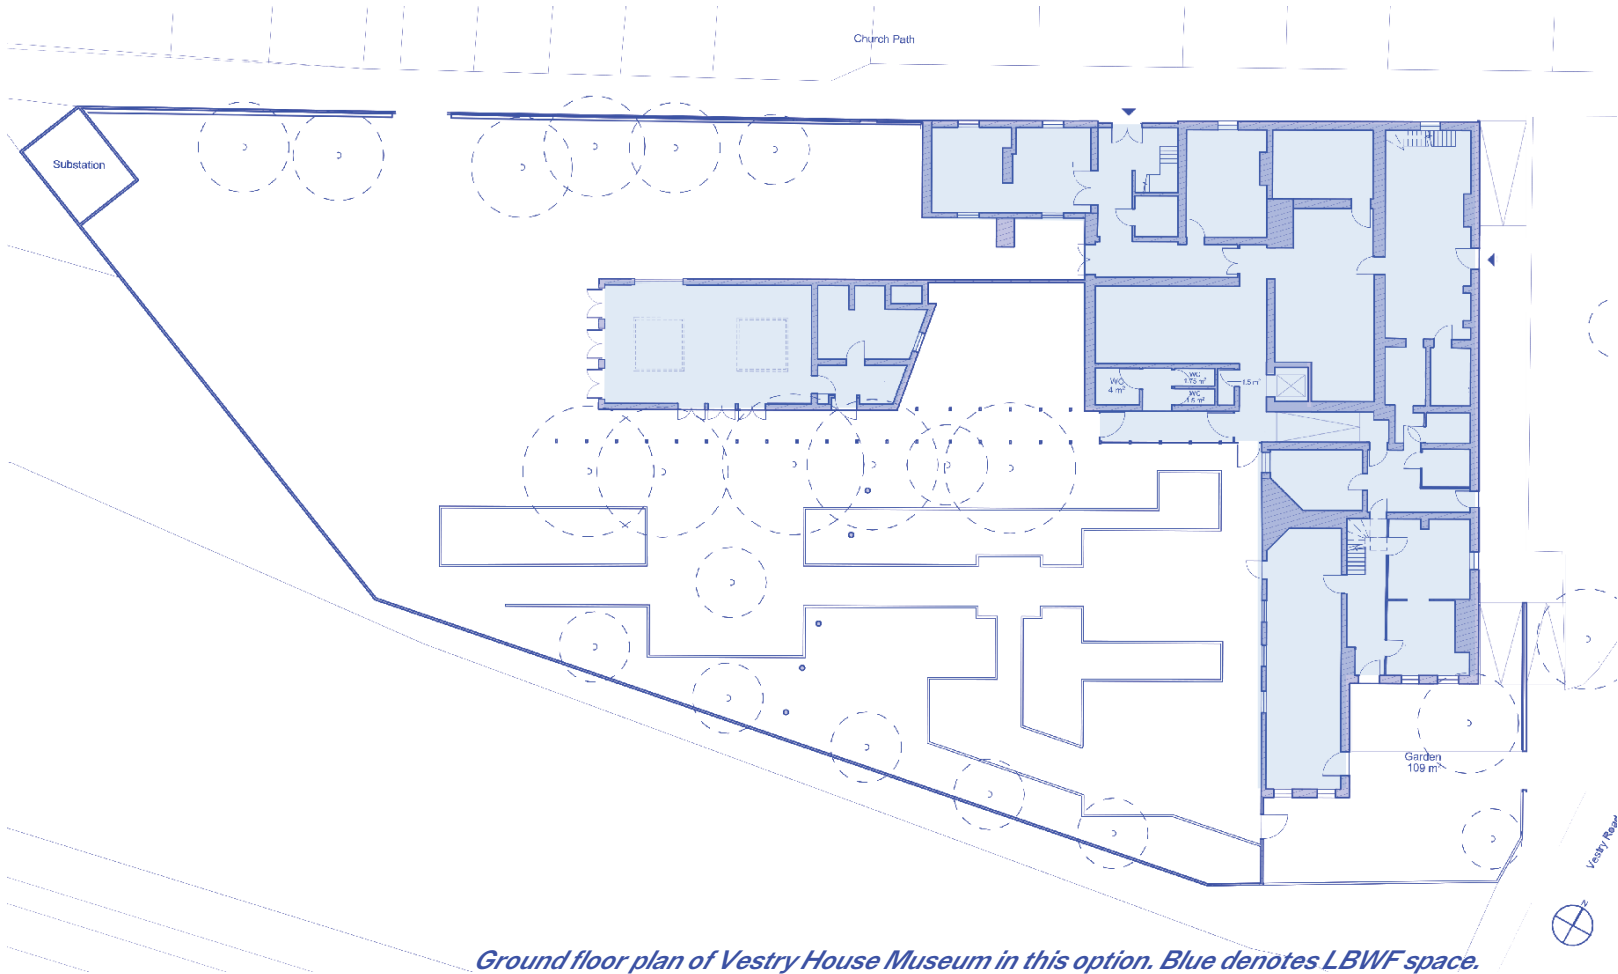 Church Path
Substation
WC
4 m²
WC
1.75 m²
WC
1.5 m²
1.5 m²
Garden
109 m²
Vestry Road
N
Ground floor plan of Vestry House Museum in this option. Blue denotes LBWF space.